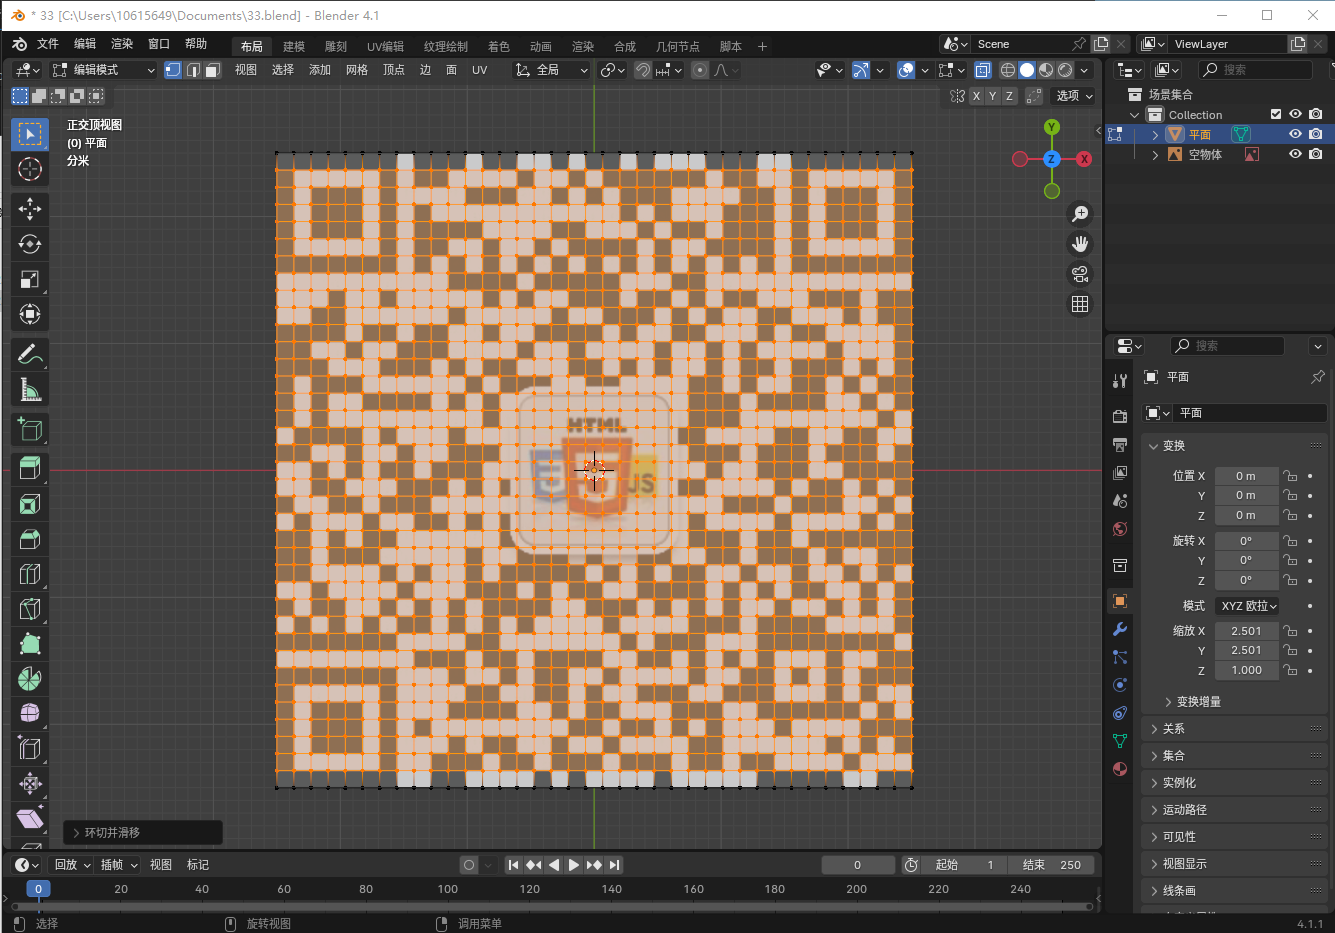 * 33 [C:\Users\10615649\Documents\33.blend] - Blender 4.1
文件 编辑 渲染 窗口 帮助 布局 建模 雕刻 UV编辑 纹理绘制 着色 动画 渲染 合成 几何节点 脚本 + Scene ViewLayer
编辑模式 视图 选择 添加 网格 顶点 边 面 UV 全局 搜索
X Y Z 选项
场景集合
Collection
平面
空物体
正交顶视图
(0) 平面
分米
Y
Z X
HTML
JS
搜索
平面
平面
变换
位置 X 0 m
Y 0 m
Z 0 m
旋转 X 0°
Y 0°
Z 0°
模式 XYZ 欧拉
缩放 X 2.501
Y 2.501
Z 1.000
变换增量
关系
集合
实例化
运动路径
可见性
视图显示
线条画
环切并滑移
回放 插帧 视图 标记 0 起始 1 结束 250
0 20 40 60 80 100 120 140 160 180 200 220 240
选择 旋转视图 调用菜单 4.1.1